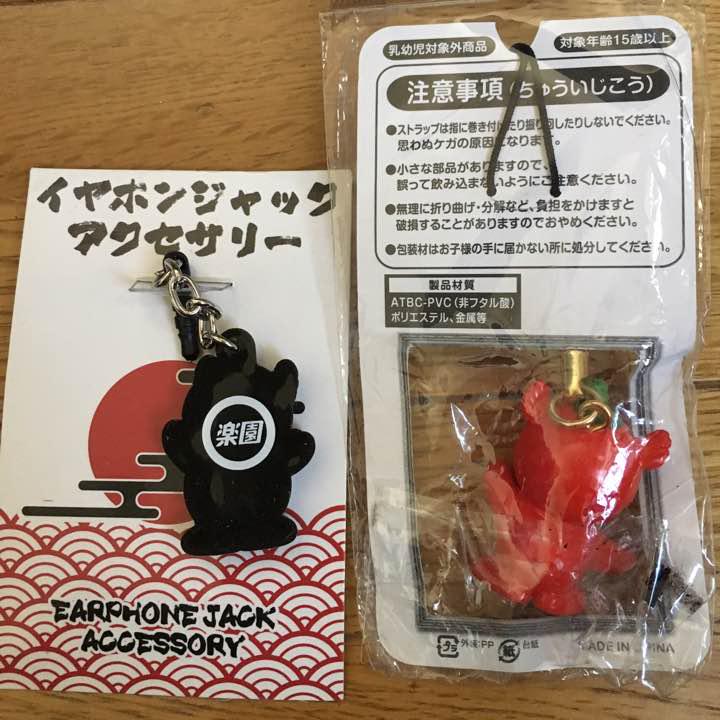 イヤホンジャック
アクセサリー
楽園
EARPHONE JACK
ACCESSORY
乳幼児対象外商品
対象年齢15歳以上
注意事項(ちゅういじこう)
●ストラップは指に巻き付けたり振り回したりしないでください。
思わぬケガの原因になります。
●小さな部品がありますので、
誤って飲み込まないようにご注意ください。
●無理に折り曲げ・分解など、負担をかけますと
破損することがありますのでおやめください。
●包装材はお子様の手に届かない所に処分してください。
製品材質
ATBC-PVC(非フタル酸)
ポリエステル、金属等
プラ
外袋:PP
紙
台紙
MADE IN CHINA